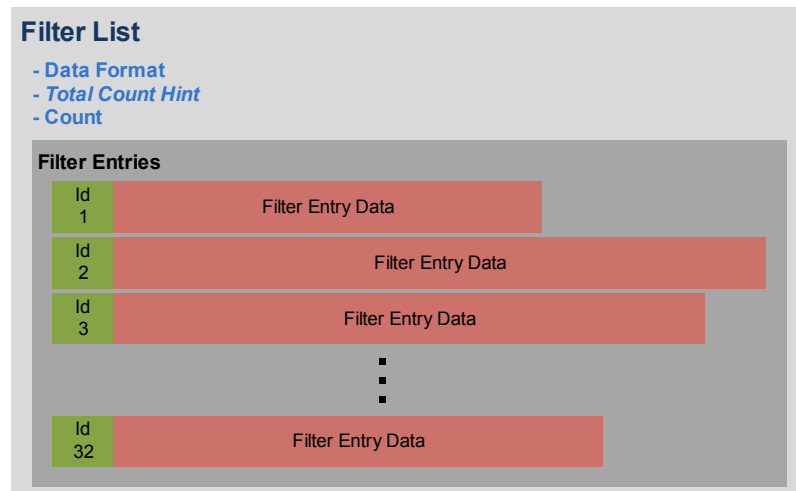 Filter List
- Data Format
- Total Count Hint
- Count
Filter Entries
Id
1
Filter Entry Data
Id
2
Filter Entry Data
Id
3
Filter Entry Data
Id
32
Filter Entry Data